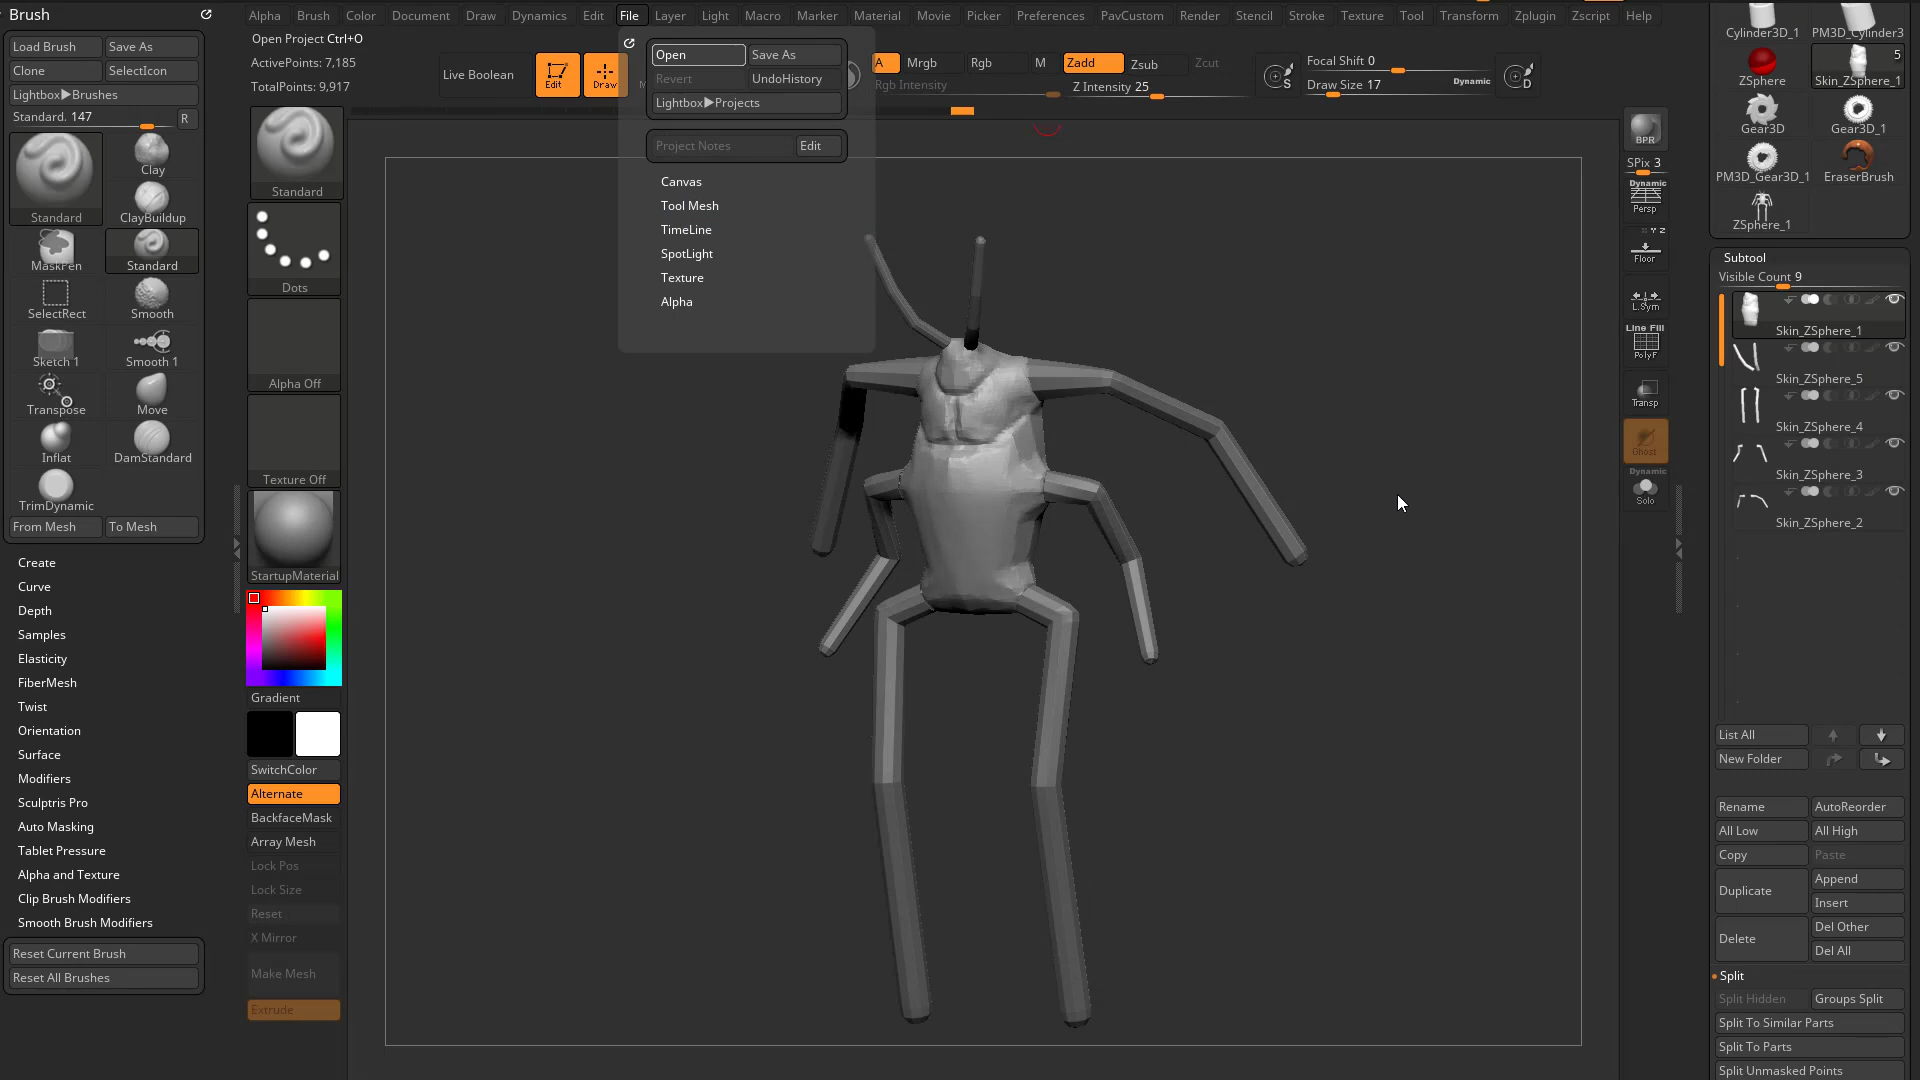 Brush
Load Brush
Save As
Clone
SelectIcon
Lightbox▶Brushes
Standard. 147
R
Standard
Clay
ClayBuildup
MaskPen
Standard
SelectRect
Smooth
Sketch 1
Smooth 1
Transpose
Move
Inflat
DamStandard
TrimDynamic
From Mesh
To Mesh
Create
Curve
Depth
Samples
Elasticity
FiberMesh
Twist
Orientation
Surface
Modifiers
Sculptris Pro
Auto Masking
Tablet Pressure
Alpha and Texture
Clip Brush Modifiers
Smooth Brush Modifiers
Reset Current Brush
Reset All Brushes
Alpha Brush Color Document Draw Dynamics Edit File Layer Light Macro Marker Material Movie Picker Preferences PavCustom Render Stencil Stroke Texture Tool Transform Zplugin Zscript Help
Open Project Ctrl+O
ActivePoints: 7,185
TotalPoints: 9,917
Live Boolean
Edit
Draw
Open
Save As
Revert
UndoHistory
Lightbox▶Projects
Project Notes
Edit
Canvas
Tool Mesh
TimeLine
SpotLight
Texture
Alpha
A
Mrgb
Rgb
M
Rgb Intensity
Zadd
Zsub
Zcut
Z Intensity 25
S
Focal Shift 0
Draw Size 17
Dynamic
D
Standard
Dots
Alpha Off
Texture Off
StartupMaterial
Gradient
SwitchColor
Alternate
BackfaceMask
Array Mesh
Lock Pos
Lock Size
Reset
X Mirror
Make Mesh
Extrude
BPR
SPix 3
Dynamic
Persp
Floor
L.Sym
Line Fill
PolyF
Transp
Ghost
Dynamic
Solo
Cylinder3D_1
PM3D_Cylinder3
ZSphere
5
Skin_ZSphere_1
Gear3D
Gear3D_1
PM3D_Gear3D_1
EraserBrush
ZSphere_1
Subtool
Visible Count 9
Skin_ZSphere_1
Skin_ZSphere_5
Skin_ZSphere_4
Skin_ZSphere_3
Skin_ZSphere_2
List All
New Folder
Rename
AutoReorder
All Low
All High
Copy
Paste
Duplicate
Append
Insert
Delete
Del Other
Del All
Split
Split Hidden
Groups Split
Split To Similar Parts
Split To Parts
Split Unmasked Points